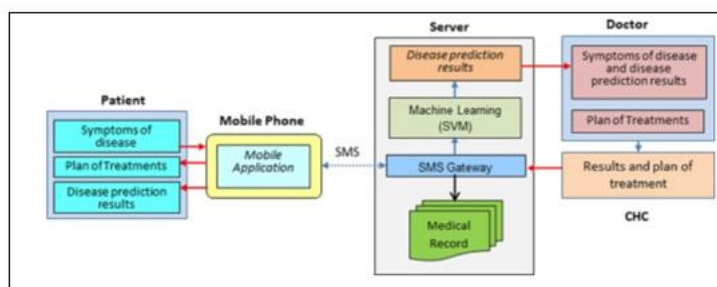 Patient
Symptoms of
disease
Plan of Treatments
Disease prediction
results
Mobile Phone
Mobile
Application
SMS
Server
Disease prediction
results
Machine Learning
(SVM)
SMS Gateway
Medical
Record
Doctor
Symptoms of disease
and disease
prediction results
Plan of Treatments
Results and plan of
treatment
CHC